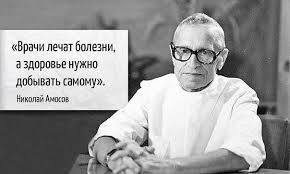 «Врачи лечат болезни,
а здоровье нужно
добывать самому».
Николай Амосов